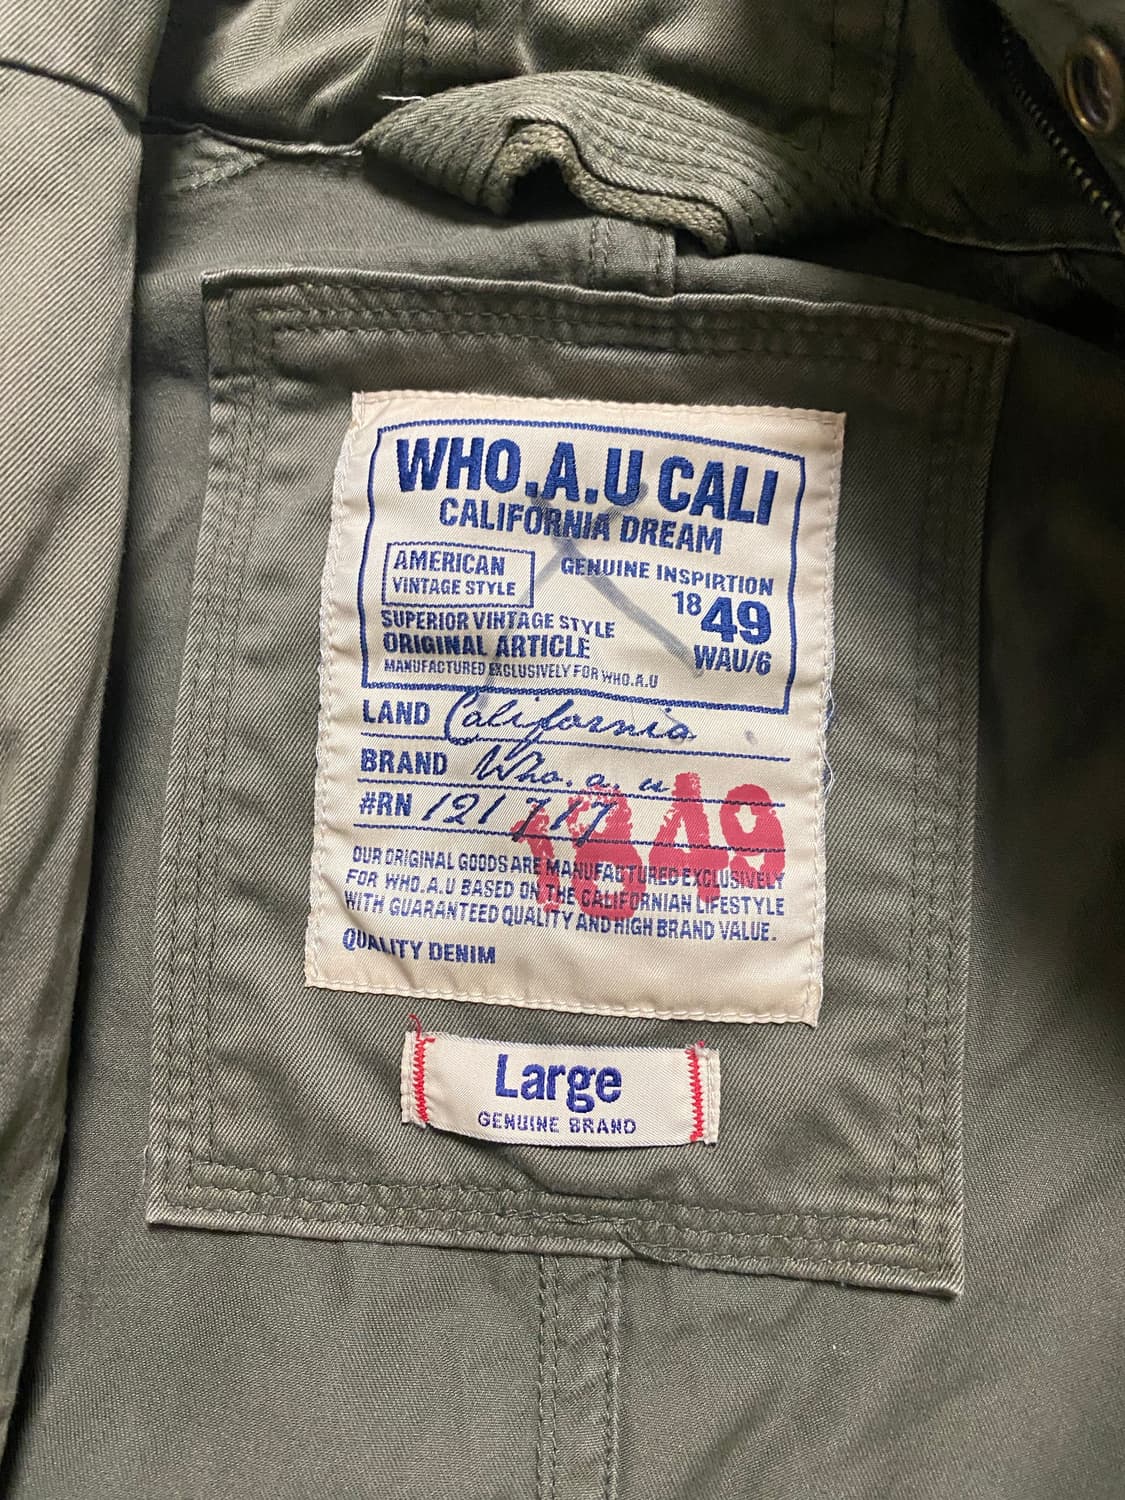 WHO.A.U CALI
CALIFORNIA DREAM
AMERICAN
VINTAGE STYLE
GENUINE INSPIRTION
1849
WAU/6
SUPERIOR VINTAGE STYLE
ORIGINAL ARTICLE
MANUFACTURED EXCLUSIVELY FOR WHO.A.U
LAND California
BRAND Who. a. u
#RN 121717
1849
OUR ORIGINAL GOODS ARE MANUFACTURED EXCLUSIVELY
FOR WHO.A.U BASED ON THE CALIFORNIAN LIFESTYLE
WITH GUARANTEED QUALITY AND HIGH BRAND VALUE.
QUALITY DENIM
Large
GENUINE BRAND